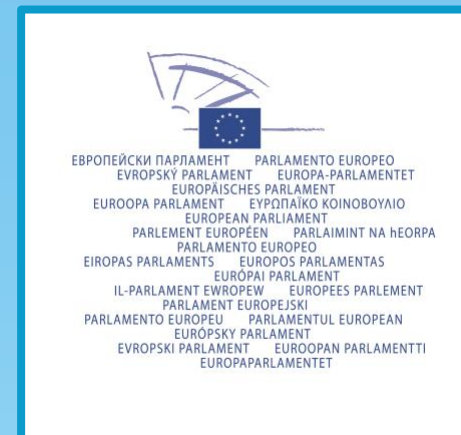 ЕВРОПЕЙСКИ ПАРЛАМЕНТ PARLAMENTO EUROPEO
EVROPSKÝ PARLAMENT EUROPA-PARLAMENTET
EUROPÄISCHES PARLAMENT
EUROOPA PARLAMENT ΕΥΡΩΠΑΪΚΟ ΚΟΙΝΟΒΟΥΛΙΟ
EUROPEAN PARLIAMENT
PARLEMENT EUROPÉEN PARLAIMINT NA hEORPA
PARLAMENTO EUROPEO
EIROPAS PARLAMENTS EUROPOS PARLAMENTAS
EURÓPAI PARLAMENT
IL-PARLAMENT EWROPEW EUROPEES PARLEMENT
PARLAMENT EUROPEJSKI
PARLAMENTO EUROPEU PARLAMENTUL EUROPEAN
EURÓPSKY PARLAMENT
EVROPSKI PARLAMENT EUROOPAN PARLAMENTTI
EUROPAPARLAMENTET